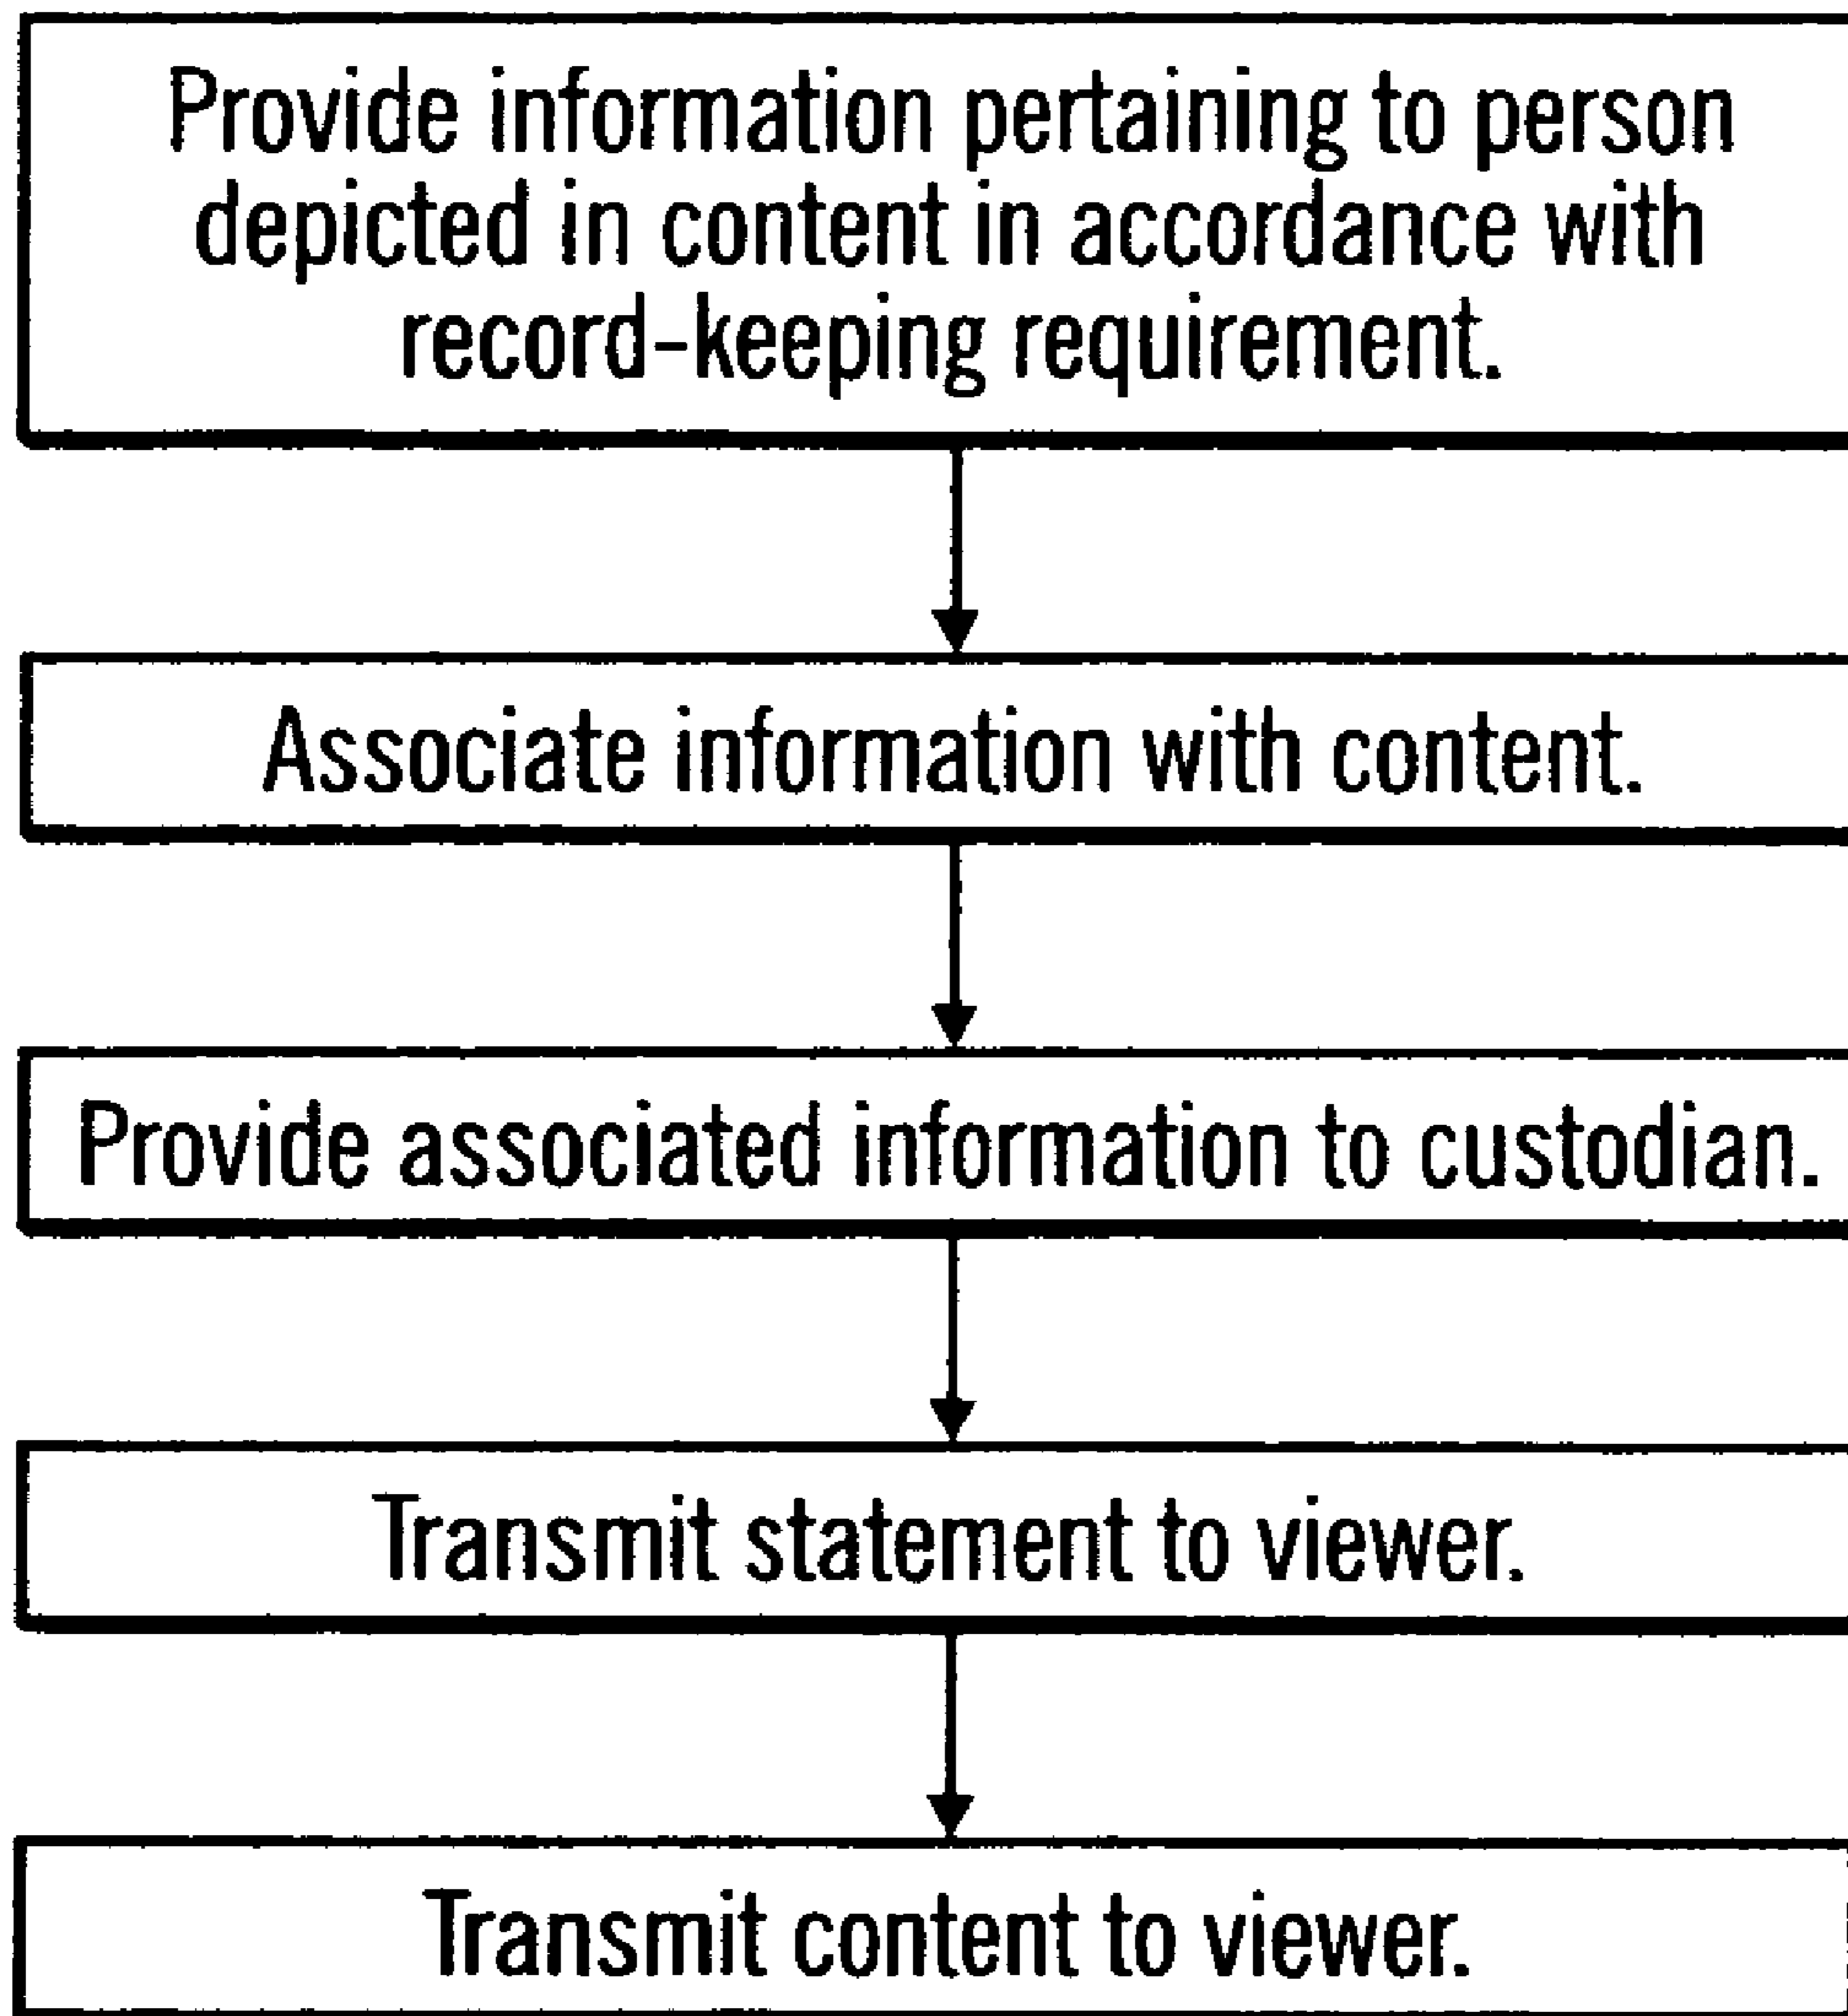 Provide information pertaining to person
depicted in content in accordance with
record-keeping requirement.
Associate information with content.
Provide associated information to custodian.
Transmit statement to viewer.
Transmit content to viewer.